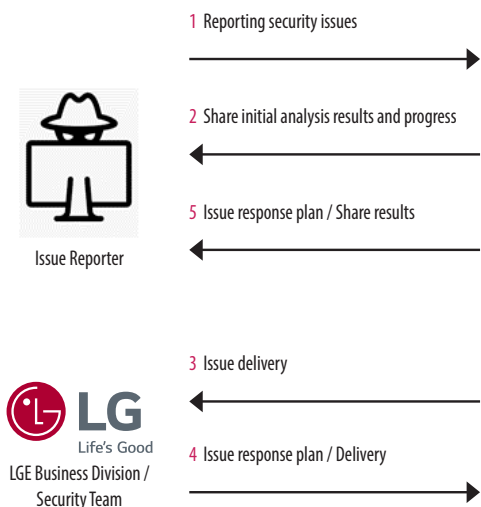 1 Reporting security issues
2 Share initial analysis results and progress
5 Issue response plan / Share results
Issue Reporter
3 Issue delivery
LG
Life's Good
4 Issue response plan / Delivery
LGE Business Division /
Security Team